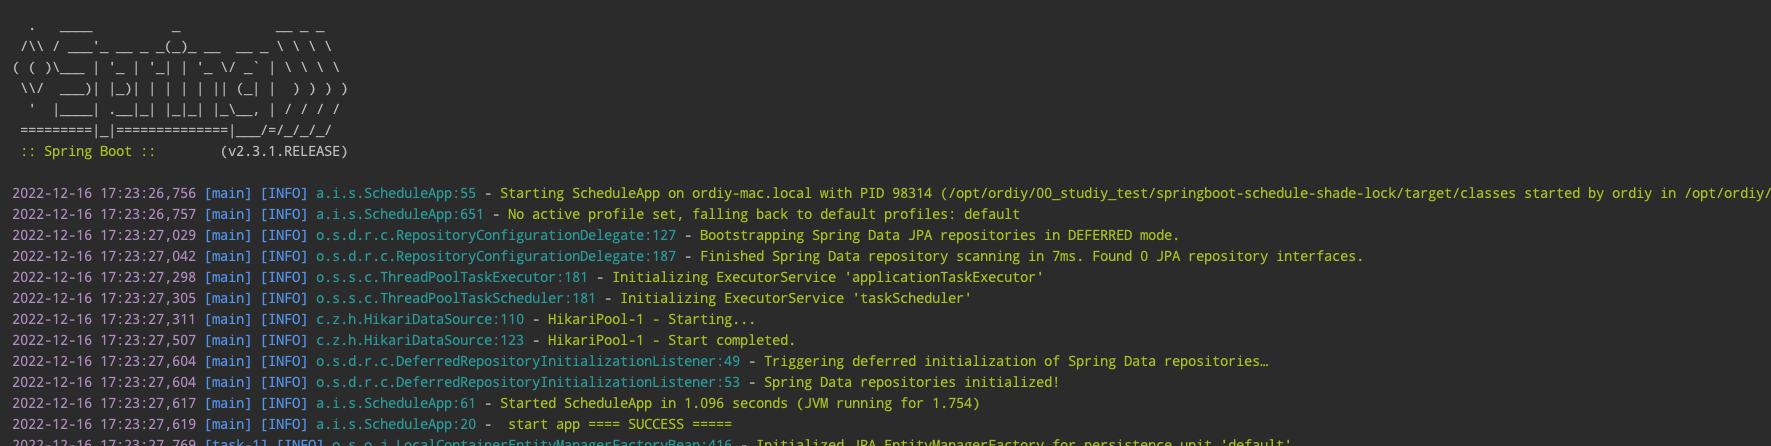 .   ____          _            __ _ _
 /\\ / ___'_ __ _ _(_)_ __  __ _ \ \ \ \
( ( )\___ | '_ | '_| | '_ \/ _` | \ \ \ \
 \\/  ___)| |_)| | | | | || (_| |  ) ) ) )
  '  |____| .__|_| |_|_| |_\__, | / / / /
 =========|_|==============|___/=/_/_/_/
 :: Spring Boot ::        (v2.3.1.RELEASE)
2022-12-16 17:23:26,756 [main] [INFO] a.i.s.ScheduleApp:55 - Starting ScheduleApp on ordiy-mac.local with PID 98314 (/opt/ordiy/00_studiy_test/springboot-schedule-shade-lock/target/classes started by ordiy in /opt/ordiy/
2022-12-16 17:23:26,757 [main] [INFO] a.i.s.ScheduleApp:651 - No active profile set, falling back to default profiles: default
2022-12-16 17:23:27,029 [main] [INFO] o.s.d.r.c.RepositoryConfigurationDelegate:127 - Bootstrapping Spring Data JPA repositories in DEFERRED mode.
2022-12-16 17:23:27,042 [main] [INFO] o.s.d.r.c.RepositoryConfigurationDelegate:187 - Finished Spring Data repository scanning in 7ms. Found 0 JPA repository interfaces.
2022-12-16 17:23:27,298 [main] [INFO] o.s.s.c.ThreadPoolTaskExecutor:181 - Initializing ExecutorService 'applicationTaskExecutor'
2022-12-16 17:23:27,305 [main] [INFO] o.s.s.c.ThreadPoolTaskScheduler:181 - Initializing ExecutorService 'taskScheduler'
2022-12-16 17:23:27,311 [main] [INFO] c.z.h.HikariDataSource:110 - HikariPool-1 - Starting...
2022-12-16 17:23:27,507 [main] [INFO] c.z.h.HikariDataSource:123 - HikariPool-1 - Start completed.
2022-12-16 17:23:27,604 [main] [INFO] o.s.d.r.c.DeferredRepositoryInitializationListener:49 - Triggering deferred initialization of Spring Data repositories…
2022-12-16 17:23:27,604 [main] [INFO] o.s.d.r.c.DeferredRepositoryInitializationListener:53 - Spring Data repositories initialized!
2022-12-16 17:23:27,617 [main] [INFO] a.i.s.ScheduleApp:61 - Started ScheduleApp in 1.096 seconds (JVM running for 1.754)
2022-12-16 17:23:27,619 [main] [INFO] a.i.s.ScheduleApp:20 -  start app ==== SUCCESS =====
2022-12-16 17:23:27,769 [task-1] [INFO] o.s.o.j.LocalContainerEntityManagerFactoryBean:416 - Initialized JPA EntityManagerFactory for persistence unit 'default'